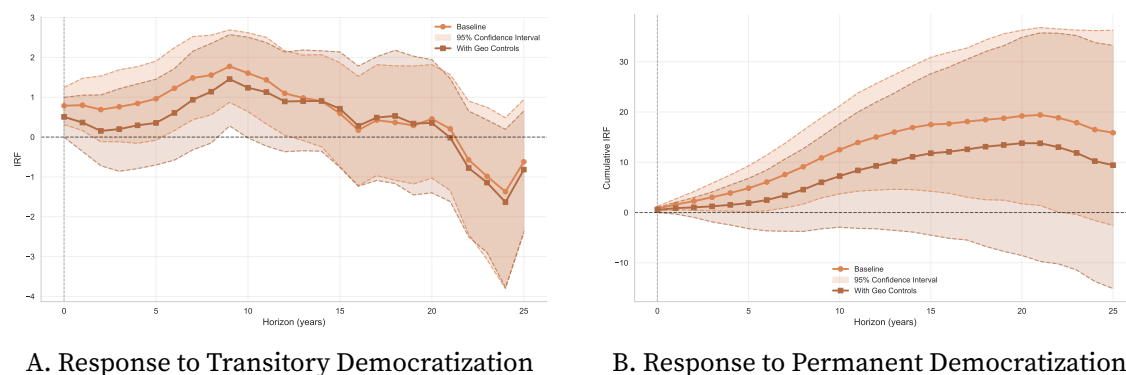 3
2
1
0
−1
−2
−3
−4
IRF
0 5 10 15 20 25
Horizon (years)
Baseline
95% Confidence Interval
With Geo Controls
A. Response to Transitory Democratization
30
20
10
0
−10
Cumulative IRF
0 5 10 15 20 25
Horizon (years)
Baseline
95% Confidence Interval
With Geo Controls
B. Response to Permanent Democratization